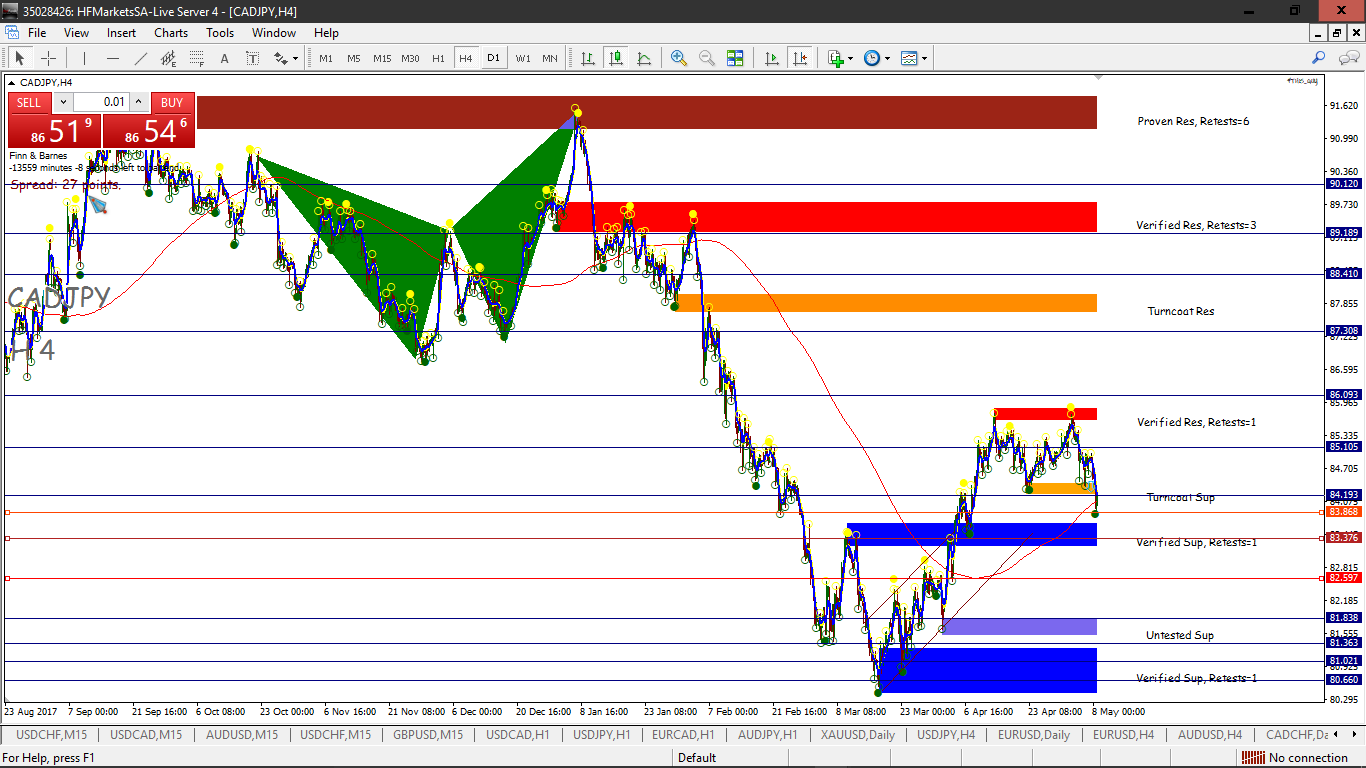 35028426: HFMarketsSA-Live Server 4 - [CADJPY,H4]
File View Insert Charts Tools Window Help
A T M1 M5 M15 M30 H1 H4 D1 W1 MN
CADJPY,H4
SELL 0.01 BUY
86 51 9 86 54 6
Finn & Barnes
-13559 minutes -8 left to
Spread: 27 points.
CADJPY
H 4
Proven Res, Retests=6
Verified Res, Retests=3
Turncoat Res
Verified Res, Retests=1
Turncoat Sup
Verified Sup, Retests=1
Untested Sup
Verified Sup, Retests=1
91.620
90.990
90.360
90.120
89.730
89.189
88.410
87.855
87.308
87.225
86.595
86.093
85.965
85.335
85.105
84.705
84.193
83.868
83.376
82.815
82.597
82.185
81.838
81.555
81.363
81.021
80.660
80.295
23 Aug 2017 7 Sep 00:00 21 Sep 16:00 6 Oct 08:00 23 Oct 00:00 6 Nov 16:00 21 Nov 08:00 6 Dec 00:00 20 Dec 16:00 8 Jan 16:00 23 Jan 08:00 7 Feb 00:00 21 Feb 16:00 8 Mar 08:00 23 Mar 00:00 6 Apr 16:00 23 Apr 08:00 8 May 00:00
USDCHF,M15 USDCAD,M15 AUDUSD,M15 USDCHF,M15 GBPUSD,M15 USDCAD,H1 USDJPY,H1 EURCAD,H1 AUDJPY,H1 XAUUSD,Daily USDJPY,H4 EURUSD,Daily EURUSD,H4 AUDUSD,H4 CADCHF,Da
For Help, press F1 Default No connection